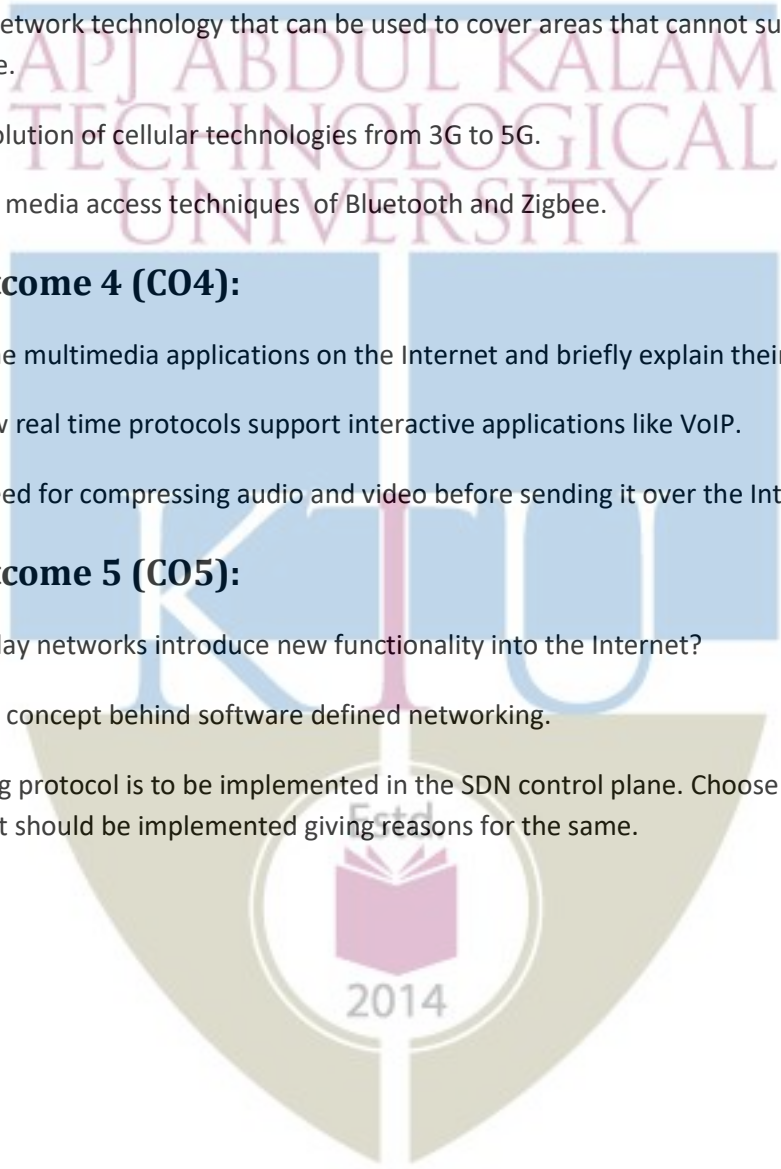 APJ ABDUL KALAM
TECHNOLOGICAL
UNIVERSITY
etwork technology that can be used to cover areas that cannot su
e.
olution of cellular technologies from 3G to 5G.
media access techniques of Bluetooth and Zigbee.
come 4 (CO4):
e multimedia applications on the Internet and briefly explain their
w real time protocols support interactive applications like VoIP.
eed for compressing audio and video before sending it over the Int
come 5 (CO5):
lay networks introduce new functionality into the Internet?
concept behind software defined networking.
g protocol is to be implemented in the SDN control plane. Choose
t should be implemented giving reasons for the same.
KTU
Estd.
2014